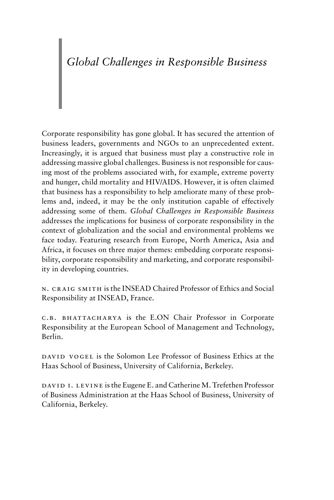 Global Challenges in Responsible Business
Corporate responsibility has gone global. It has secured the attention of
business leaders, governments and NGOs to an unprecedented extent.
Increasingly, it is argued that business must play a constructive role in
addressing massive global challenges. Business is not responsible for caus-
ing most of the problems associated with, for example, extreme poverty
and hunger, child mortality and HIV/AIDS. However, it is often claimed
that business has a responsibility to help ameliorate many of these prob-
lems and, indeed, it may be the only institution capable of effectively
addressing some of them. Global Challenges in Responsible Business
addresses the implications for business of corporate responsibility in the
context of globalization and the social and environmental problems we
face today. Featuring research from Europe, North America, Asia and
Africa, it focuses on three major themes: embedding corporate responsi-
bility, corporate responsibility and marketing, and corporate responsibil-
ity in developing countries.
N. CRAIG SMITH is the INSEAD Chaired Professor of Ethics and Social
Responsibility at INSEAD, France.
C.B. BHATTACHARYA is the E.ON Chair Professor in Corporate
Responsibility at the European School of Management and Technology,
Berlin.
DAVID VOGEL is the Solomon Lee Professor of Business Ethics at the
Haas School of Business, University of California, Berkeley.
DAVID I. LEVINE is the Eugene E. and Catherine M. Trefethen Professor
of Business Administration at the Haas School of Business, University of
California, Berkeley.